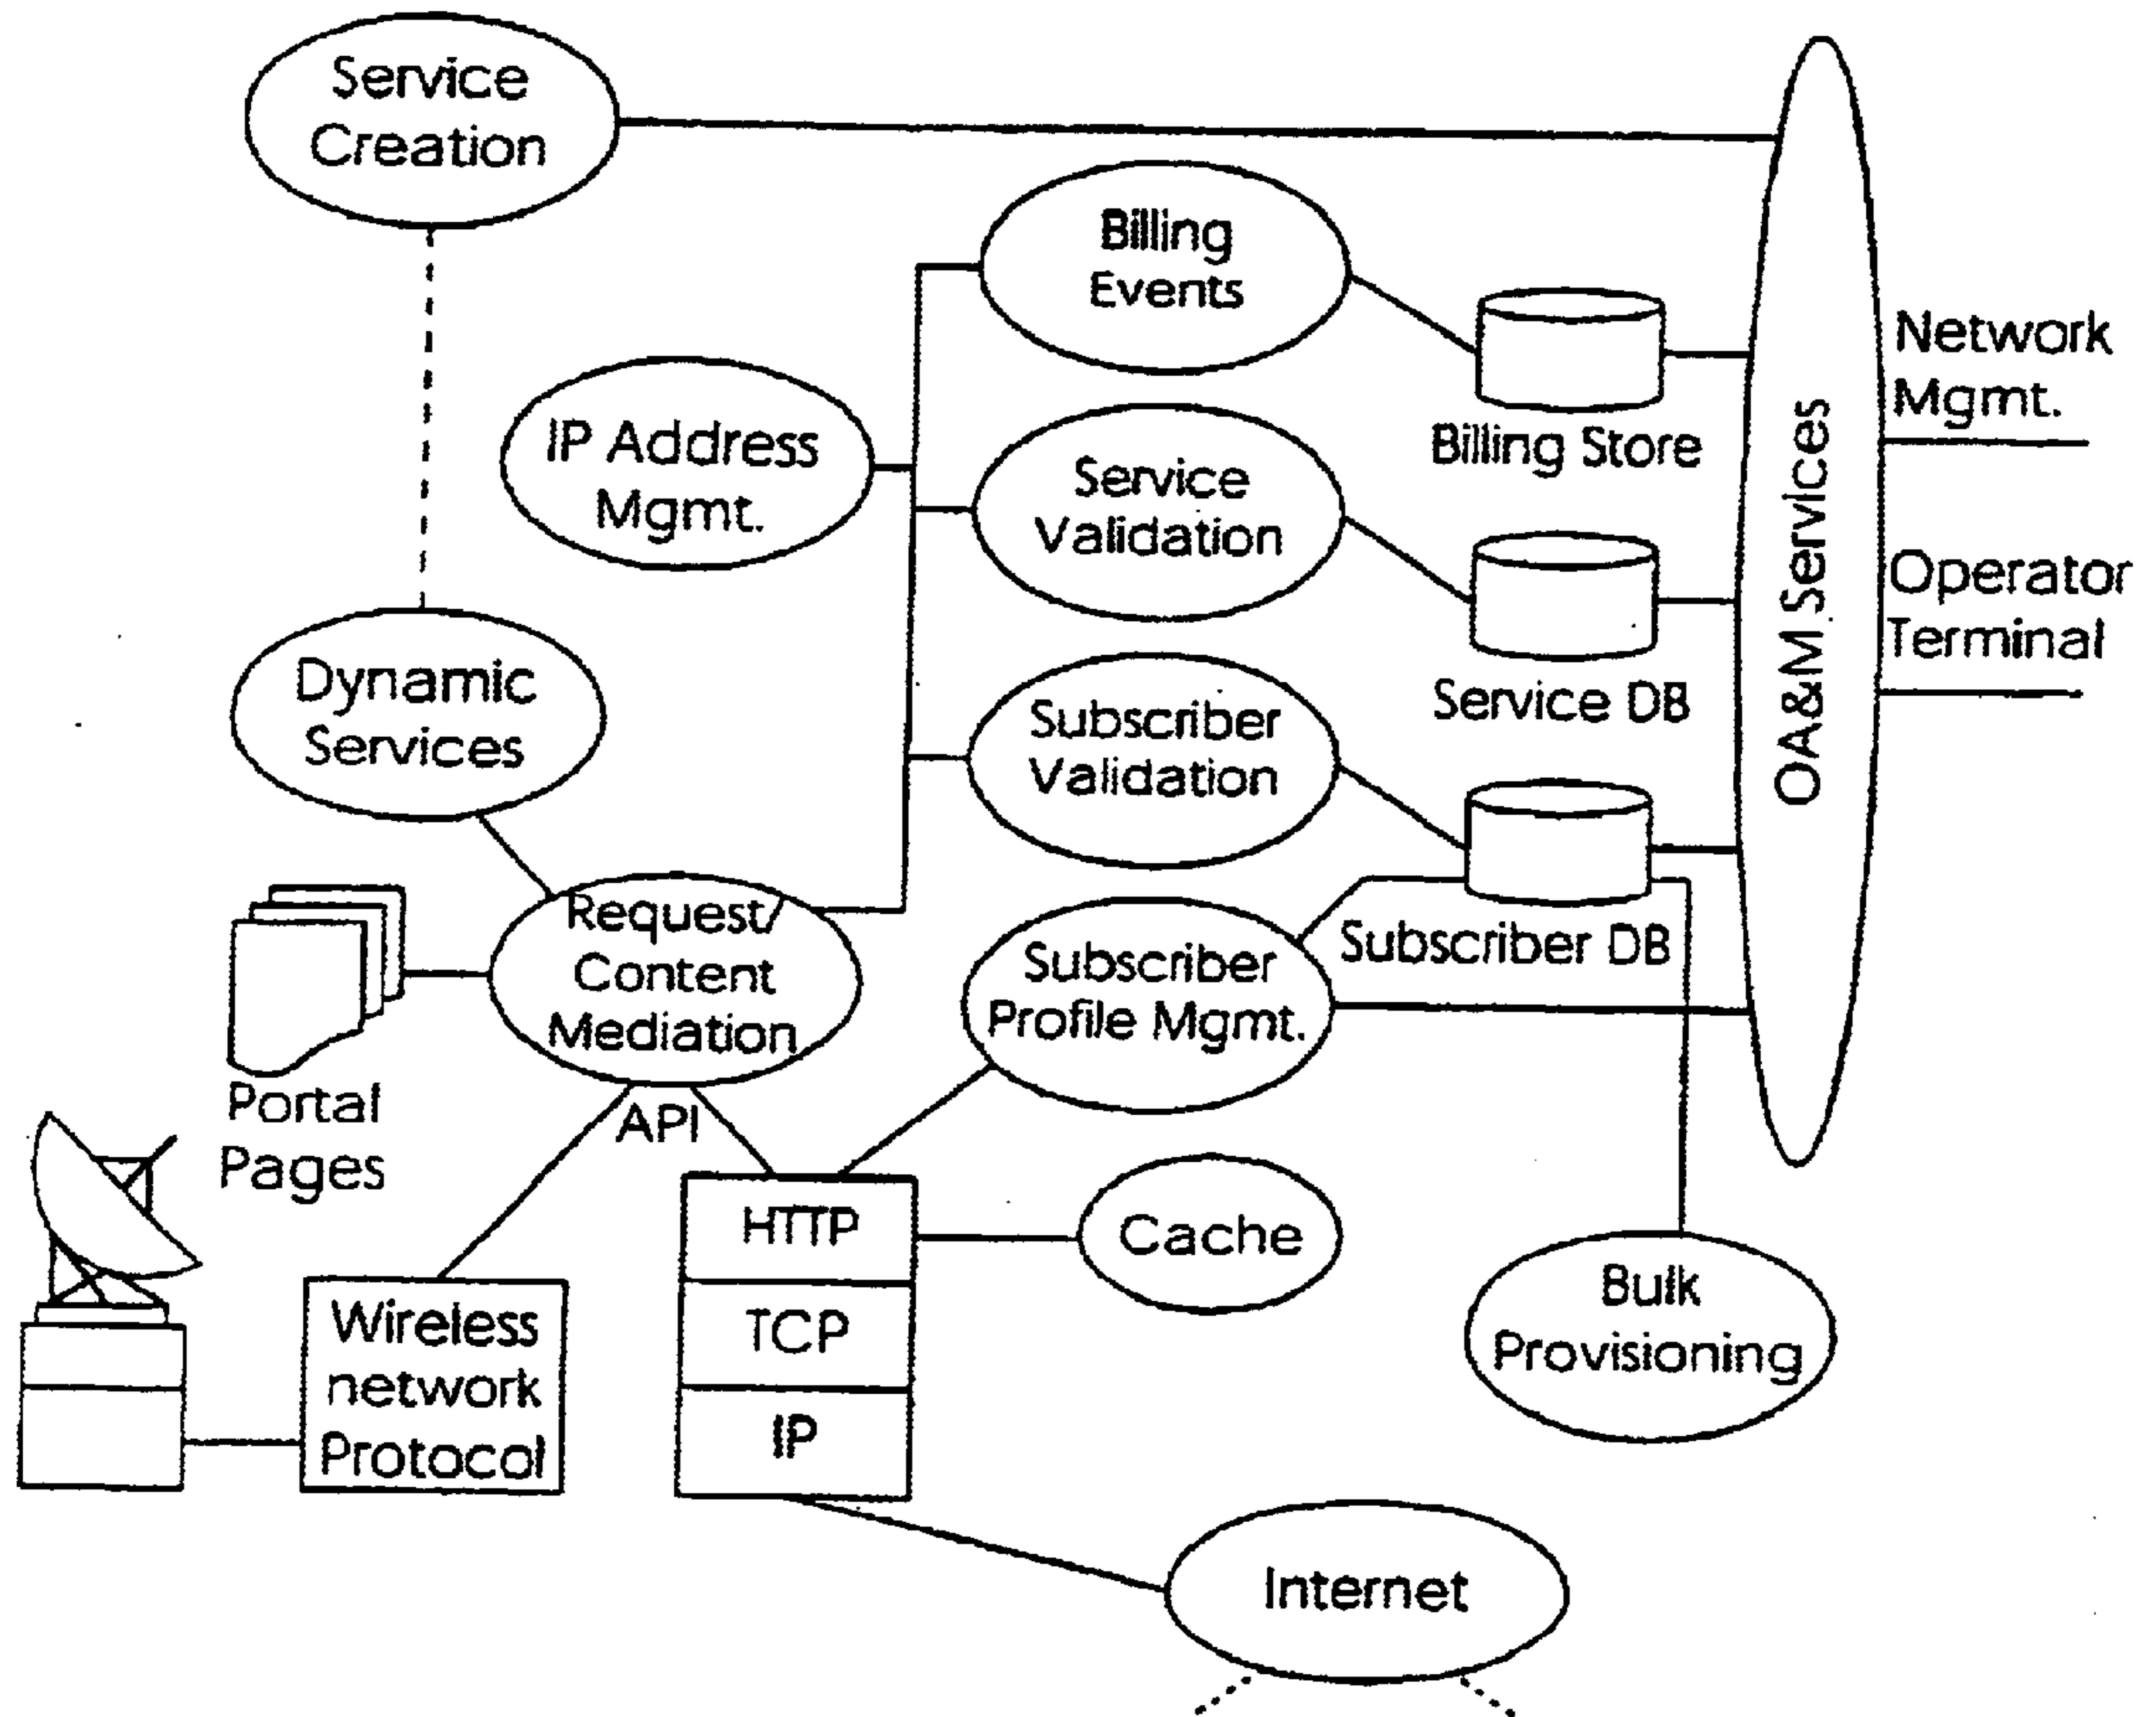 Service
Creation
Billing
Events
Network
Mgmt.
IP Address
Mgmt.
Billing Store
Service
Validation
OA&M Services
Operator
Terminal
Dynamic
Services
Service DB
Subscriber
Validation
Request/
Content
Mediation
Subscriber DB
Subscriber
Profile Mgmt.
Portal
Pages
API
HTTP
TCP
IP
Cache
Wireless
network
Protocol
Bulk
Provisioning
Internet